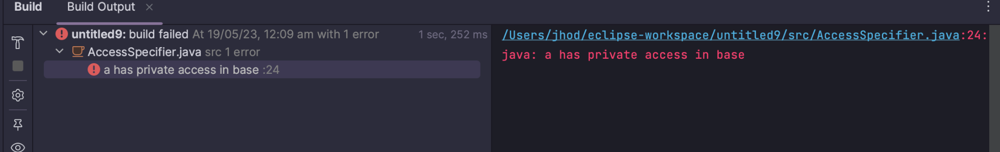 Build Build Output
untitled9: build failed At 19/05/23, 12:09 am with 1 error 1 sec, 252 ms
AccessSpecifier.java src 1 error
a has private access in base :24
/Users/jhod/eclipse-workspace/untitled9/src/AccessSpecifier.java:24:
java: a has private access in base